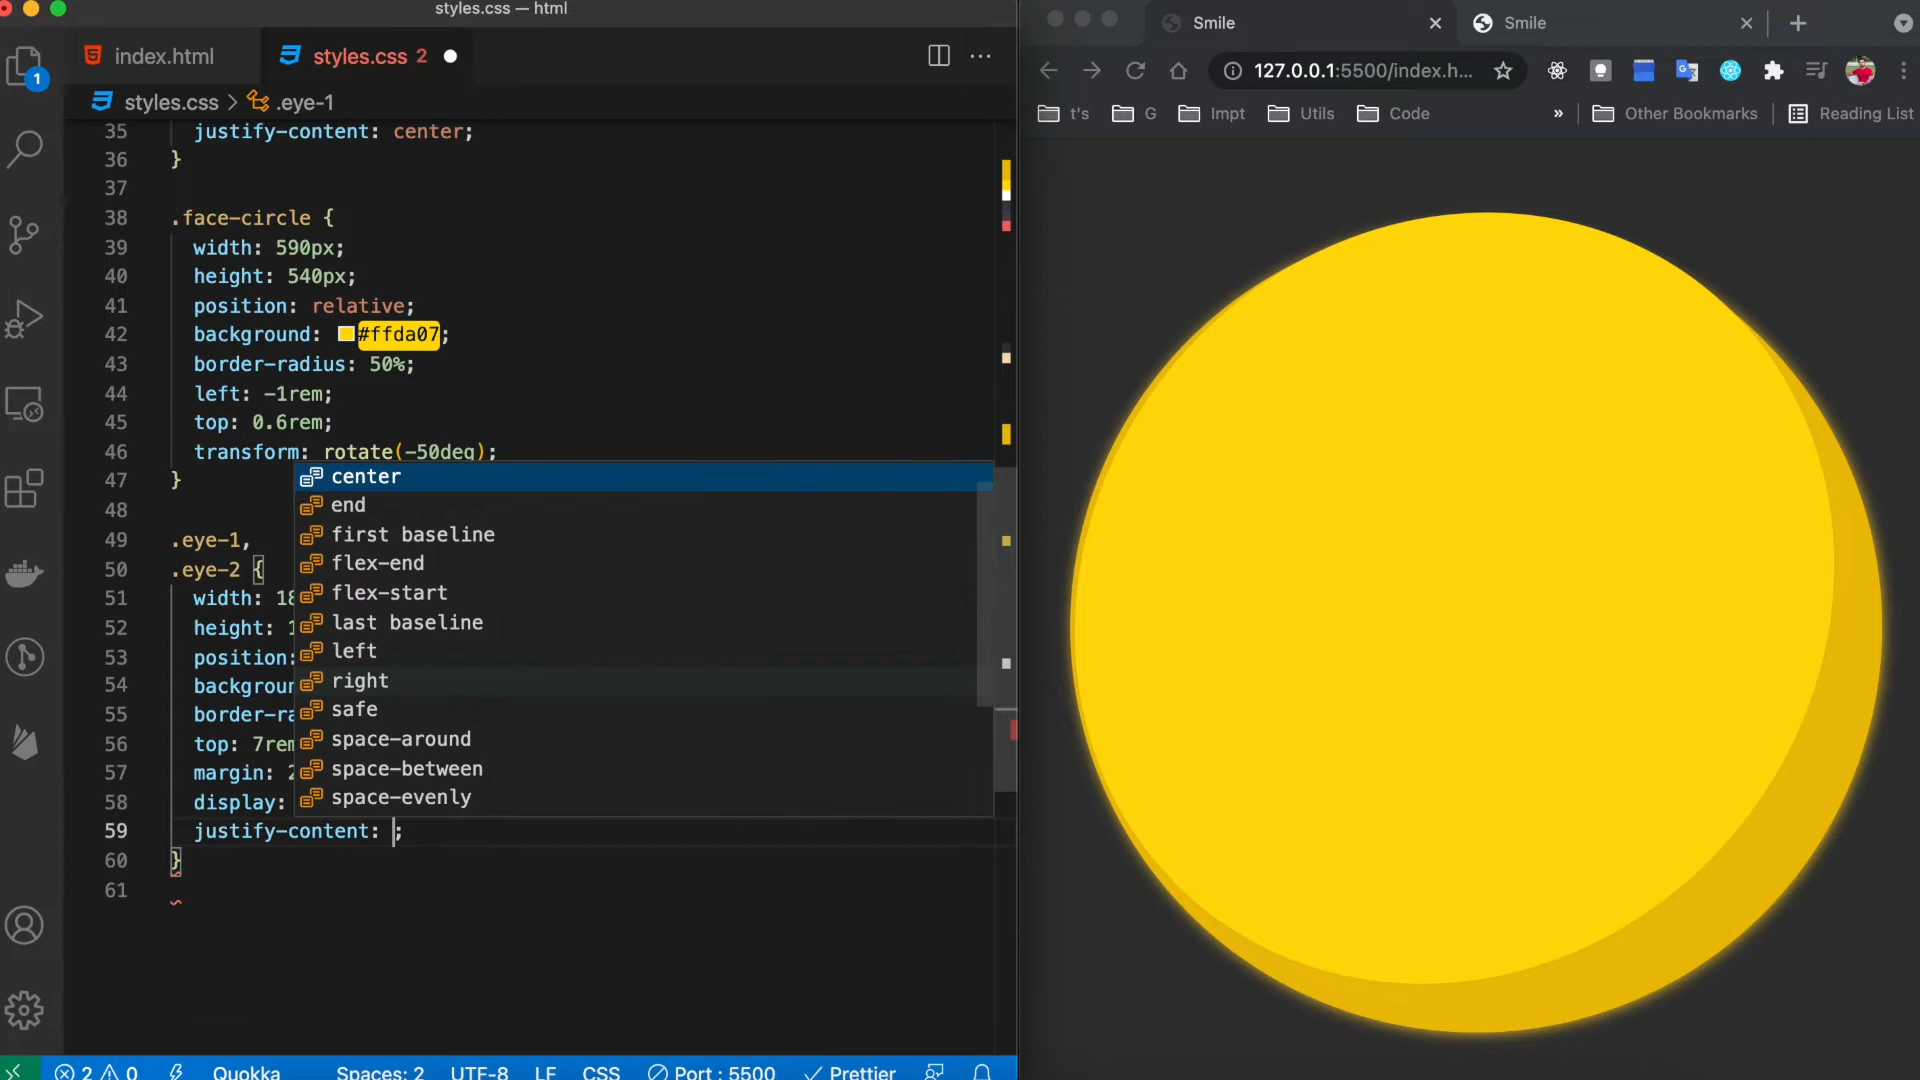 styles.css — html
index.html
styles.css 2
styles.css > .eye-1
1
35 justify-content: center;
36 }
37
38 .face-circle {
39 width: 590px;
40 height: 540px;
41 position: relative;
42 background: #ffda07;
43 border-radius: 50%;
44 left: -1rem;
45 top: 0.6rem;
46 transform: rotate(-50deg);
47 }
48
49 .eye-1,
50 .eye-2 {
51 width: 18
52 height: 1
53 position:
54 backgroun
55 border-ra
56 top: 7rem
57 margin: 2
58 display:
59 justify-content: ;
60 }
61
center
end
first baseline
flex-end
flex-start
last baseline
left
right
safe
space-around
space-between
space-evenly
2 0 Quokka Spaces: 2 UTF-8 LF CSS Port : 5500 Prettier
Smile
Smile
127.0.0.1:5500/index.h...
t's G Impt Utils Code » Other Bookmarks Reading List